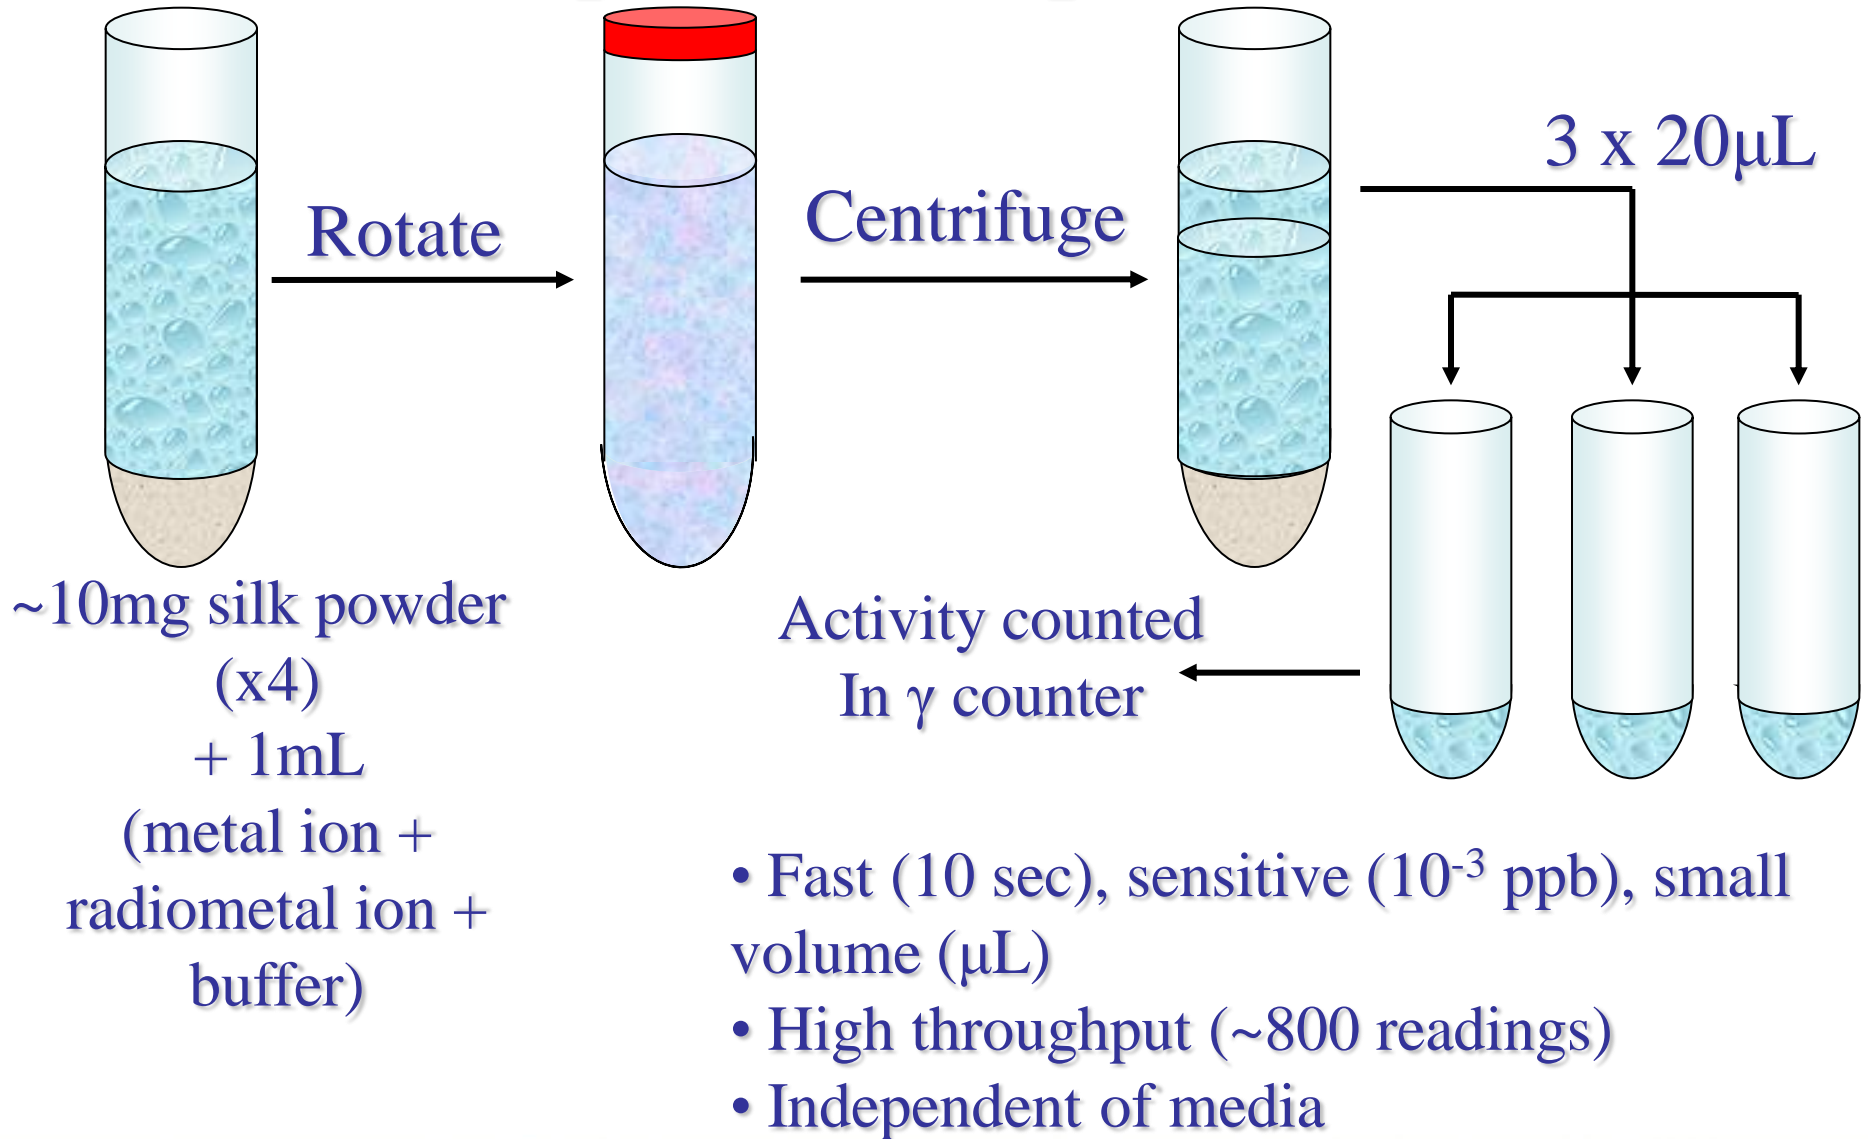 3 x 20μL
Rotate
Centrifuge
~10mg silk powder
(x4)
+ 1mL
(metal ion +
radiometal ion +
buffer)
Activity counted
In γ counter
• Fast (10 sec), sensitive (10⁻³ ppb), small
volume (μL)
• High throughput (~800 readings)
• Independent of media